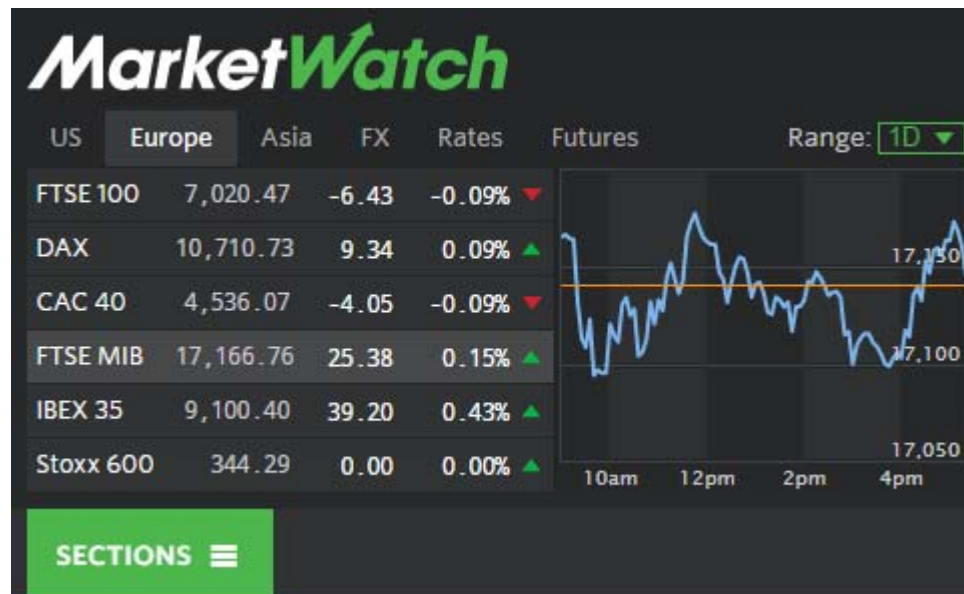 MarketWatch
US Europe Asia FX Rates Futures Range: 1D
FTSE 100 7,020.47 -6.43 -0.09%
DAX 10,710.73 9.34 0.09%
CAC 40 4,536.07 -4.05 -0.09%
FTSE MIB 17,166.76 25.38 0.15%
IBEX 35 9,100.40 39.20 0.43%
Stoxx 600 344.29 0.00 0.00%
17,150
17,100
17,050
10am 12pm 2pm 4pm
SECTIONS